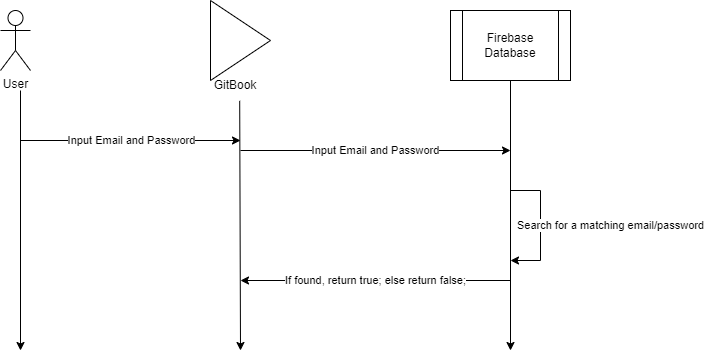 Firebase
Database
User
GitBook
Input Email and Password
Input Email and Password
Search for a matching email/password
If found, return true; else return false;